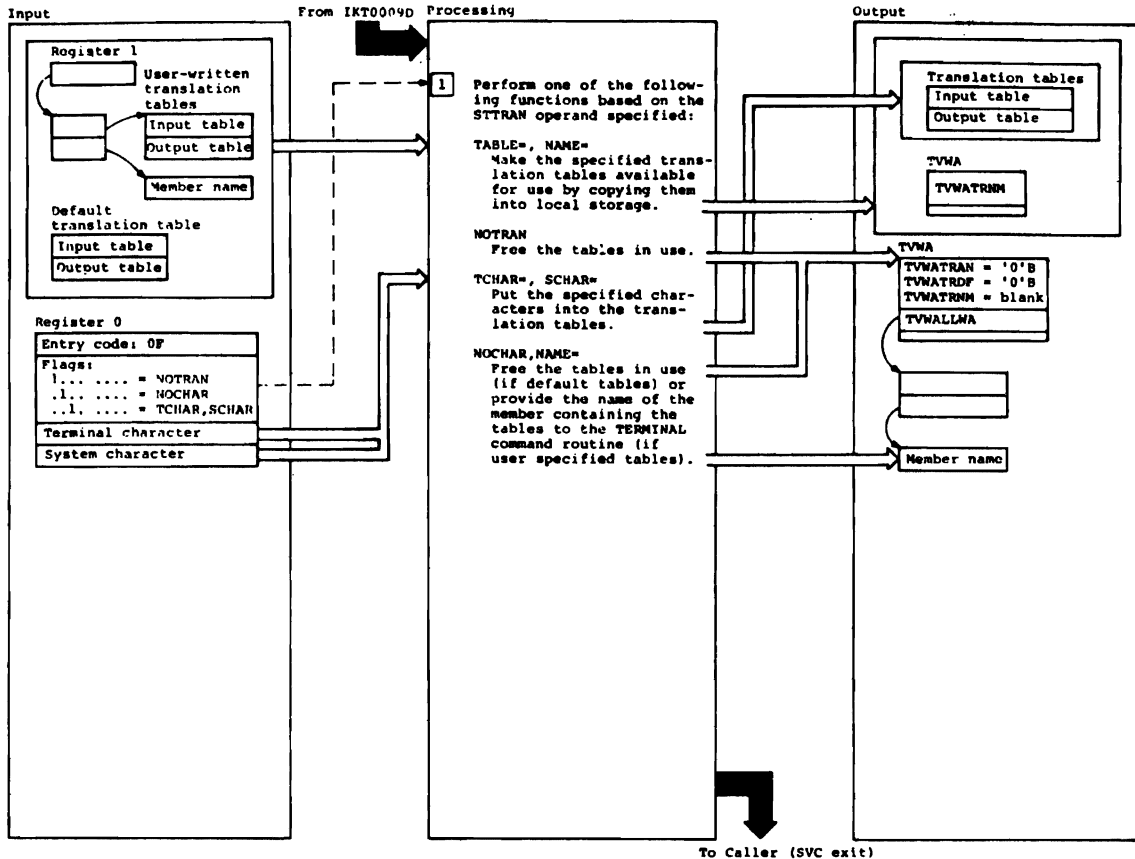 Input
Register 1
User-written
translation
tables
Input table
Output table
Member name
Default
translation table
Input table
Output table
Register 0
Entry code: 0F
Flags:
1... .... = NOTRAN
.1.. .... = NOCHAR
..1. .... = TCHAR,SCHAR
Terminal character
System character
From IKT0009D
Processing
1
Perform one of the follow-
ing functions based on the
STTRAN operand specified:
TABLE=, NAME=
Make the specified trans-
lation tables available
for use by copying them
into local storage.
NOTRAN
Free the tables in use.
TCHAR=, SCHAR=
Put the specified char-
acters into the trans-
lation tables.
NOCHAR,NAME=
Free the tables in use
(if default tables) or
provide the name of the
member containing the
tables to the TERMINAL
command routine (if
user specified tables).
To Caller (SVC exit)
Output
Translation tables
Input table
Output table
TVWA
TVWATRNM
TVWA
TVWATRAN = '0'B
TVWATRDF = '0'B
TVWATRNM = blank
TVWALLWA
Member name